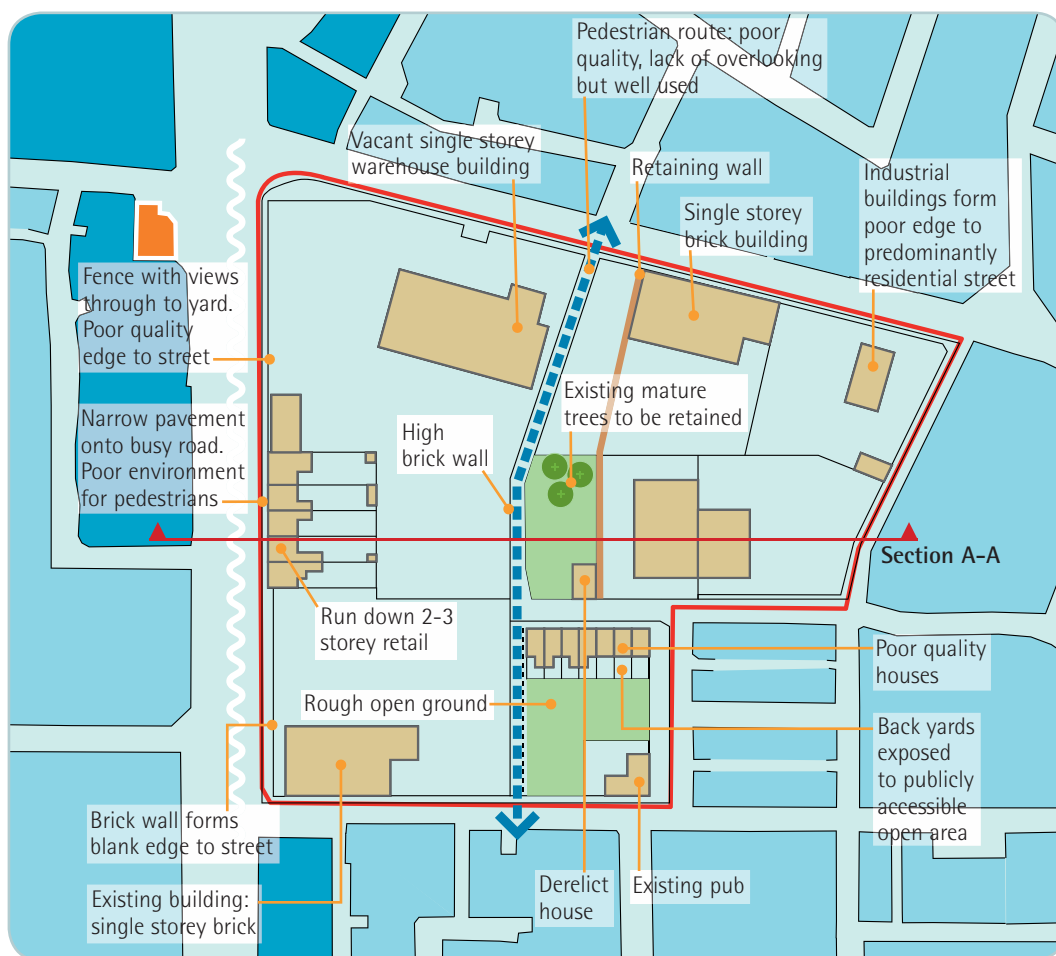 Pedestrian route: poor
quality, lack of overlooking
but well used
Vacant single storey
warehouse building
Retaining wall
Industrial
buildings form
poor edge to
predominantly
residential street
Single storey
brick building
Fence with views
through to yard.
Poor quality
edge to street
Existing mature
trees to be retained
Narrow pavement
onto busy road.
Poor environment
for pedestrians
High
brick wall
Section A-A
Run down 2-3
storey retail
Poor quality
houses
Rough open ground
Back yards
exposed
to publicly
accessible
open area
Brick wall forms
blank edge to street
Derelict
house
Existing pub
Existing building:
single storey brick